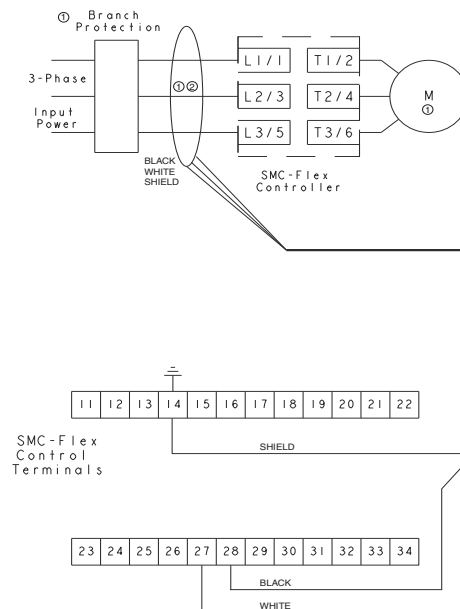 ① Branch
Protection
3-Phase
Input
Power
① ②
L1/1 T1/2
L2/3 T2/4
L3/5 T3/6
M
①
BLACK
WHITE
SHIELD
SMC-Flex
Controller
11 12 13 14 15 16 17 18 19 20 21 22
SMC-Flex
Control
Terminals
SHIELD
23 24 25 26 27 28 29 30 31 32 33 34
BLACK
WHITE